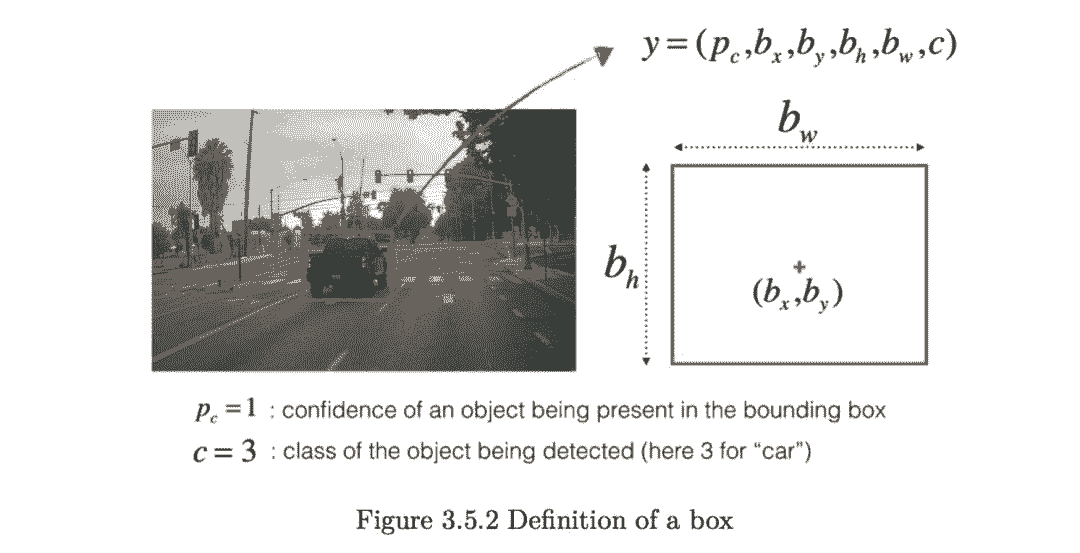 y = (p_c, b_x, b_y, b_h, b_w, c)
b_w
b_h
(b_x, b_y)
p_c = 1 : confidence of an object being present in the bounding box
c = 3 : class of the object being detected (here 3 for “car”)
Figure 3.5.2 Definition of a box